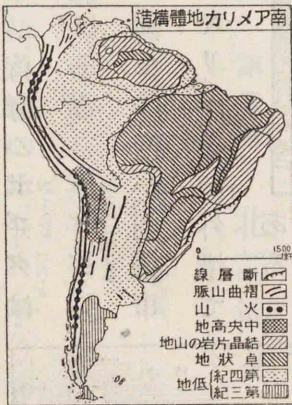 南アメリカ地體構造
0 1500
斷層線
褶曲山脈
火山
中央高地
結晶片岩の山地
卓狀地
低地
第四紀
第三紀